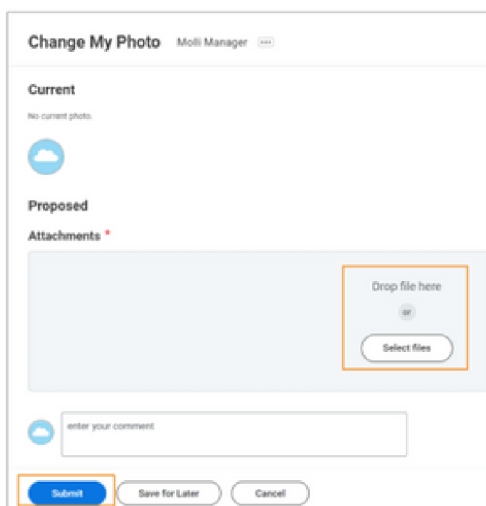 Change My Photo Molli Manager
Current
No current photo.
Proposed
Attachments *
Drop file here
or
Select files
enter your comment
Submit Save for Later Cancel